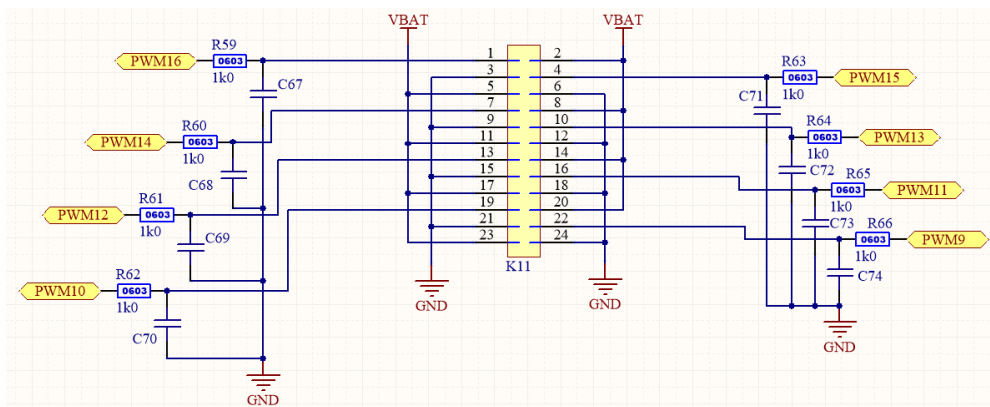 VBAT
VBAT
R59
PWM16
0603
1k0
C67
1
2
3
4
5
6
7
8
9
10
11
12
13
14
15
16
17
18
19
20
21
22
23
24
K11
R63
0603
PWM15
1k0
C71
R60
PWM14
0603
1k0
C68
R64
0603
PWM13
1k0
C72
R61
PWM12
0603
1k0
C69
R65
0603
PWM11
1k0
C73
R66
0603
PWM9
1k0
C74
R62
PWM10
0603
1k0
C70
GND
GND
GND
GND